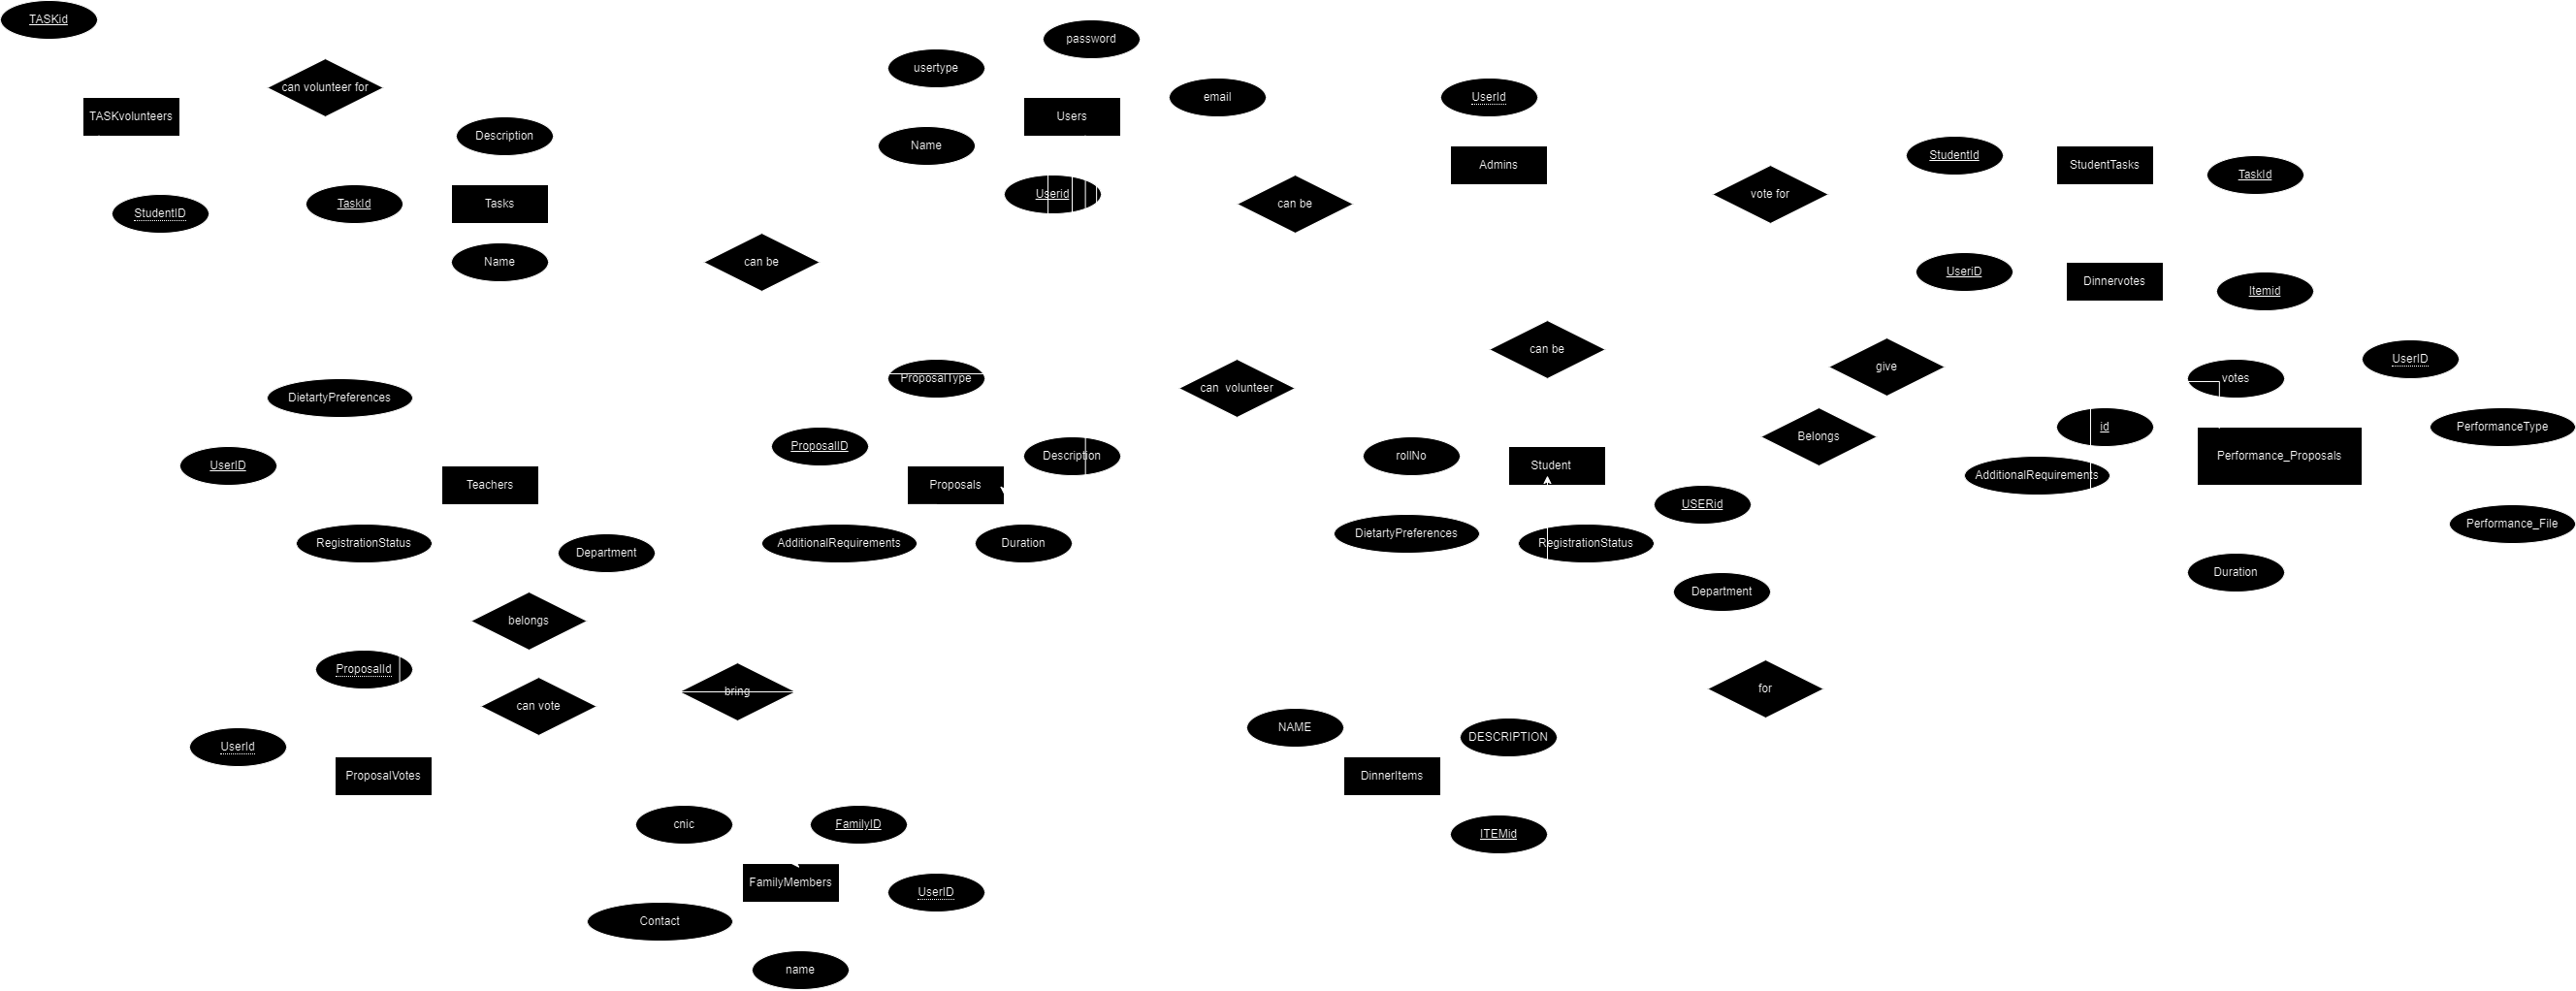 TASKid
password
usertype
can volunteer for
email
UserId
TASKvolunteers
Users
Description
Name
StudentId
Admins
StudentTasks
TaskId
Userid
vote for
StudentID
TaskId
Tasks
can be
Name
can be
UseriD
Dinnervotes
Itemid
can be
give
votes
UserID
DietartyPreferences
ProposalType
can  volunteer
id
PerformanceType
Belongs
ProposalID
Description
rollNo
Performance_Proposals
UserID
Student
AdditionalRequirements
Teachers
Proposals
USERid
Performance_File
RegistrationStatus
Department
AdditionalRequirements
Duration
DietartyPreferences
RegistrationStatus
Duration
Department
belongs
ProposalId
can vote
bring
for
UserId
NAME
DESCRIPTION
ProposalVotes
DinnerItems
cnic
FamilyID
ITEMid
FamilyMembers
UserID
Contact
name